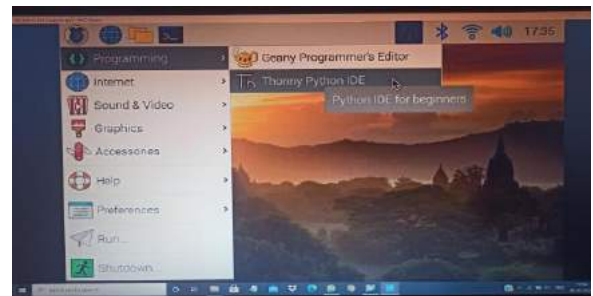 17:35
Programming
Geany Programmer's Editor
Internet
Thonny Python IDE
Sound & Video
Python IDE for beginners
Graphics
Accessories
Help
Preferences
Run...
Shutdown...